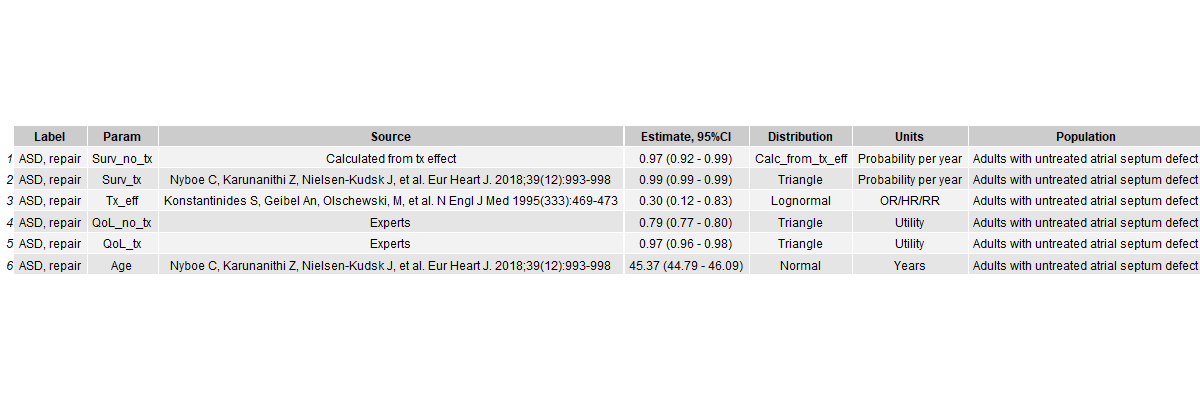 Label Param Source Estimate, 95%CI Distribution Units Population
1 ASD, repair Surv_no_tx Calculated from tx effect 0.97 (0.92 - 0.99) Calc_from_tx_eff Probability per year Adults with untreated atrial septum defect
2 ASD, repair Surv_tx Nyboe C, Karunanithi Z, Nielsen-Kudsk J, et al. Eur Heart J. 2018;39(12):993-998 0.99 (0.99 - 0.99) Triangle Probability per year Adults with untreated atrial septum defect
3 ASD, repair Tx_eff Konstantinides S, Geibel An, Olschewski, M, et al. N Engl J Med 1995(333):469-473 0.30 (0.12 - 0.83) Lognormal OR/HR/RR Adults with untreated atrial septum defect
4 ASD, repair QoL_no_tx Experts 0.79 (0.77 - 0.80) Triangle Utility Adults with untreated atrial septum defect
5 ASD, repair QoL_tx Experts 0.97 (0.96 - 0.98) Triangle Utility Adults with untreated atrial septum defect
6 ASD, repair Age Nyboe C, Karunanithi Z, Nielsen-Kudsk J, et al. Eur Heart J. 2018;39(12):993-998 45.37 (44.79 - 46.09) Normal Years Adults with untreated atrial septum defect